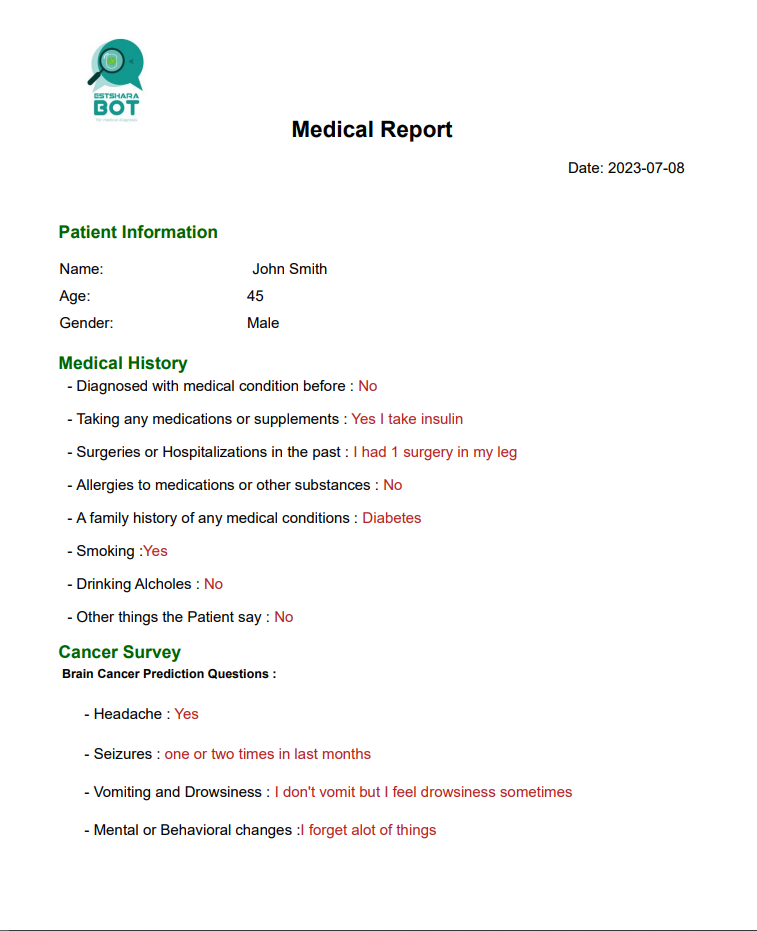 ESTSHARA
BOT
for medical diagnosis
Medical Report
Date: 2023-07-08
Patient Information
Name: John Smith
Age: 45
Gender: Male
Medical History
- Diagnosed with medical condition before : No
- Taking any medications or supplements : Yes I take insulin
- Surgeries or Hospitalizations in the past : I had 1 surgery in my leg
- Allergies to medications or other substances : No
- A family history of any medical conditions : Diabetes
- Smoking :Yes
- Drinking Alcholes : No
- Other things the Patient say : No
Cancer Survey
Brain Cancer Prediction Questions :
- Headache : Yes
- Seizures : one or two times in last months
- Vomiting and Drowsiness : I don't vomit but I feel drowsiness sometimes
- Mental or Behavioral changes :I forget alot of things